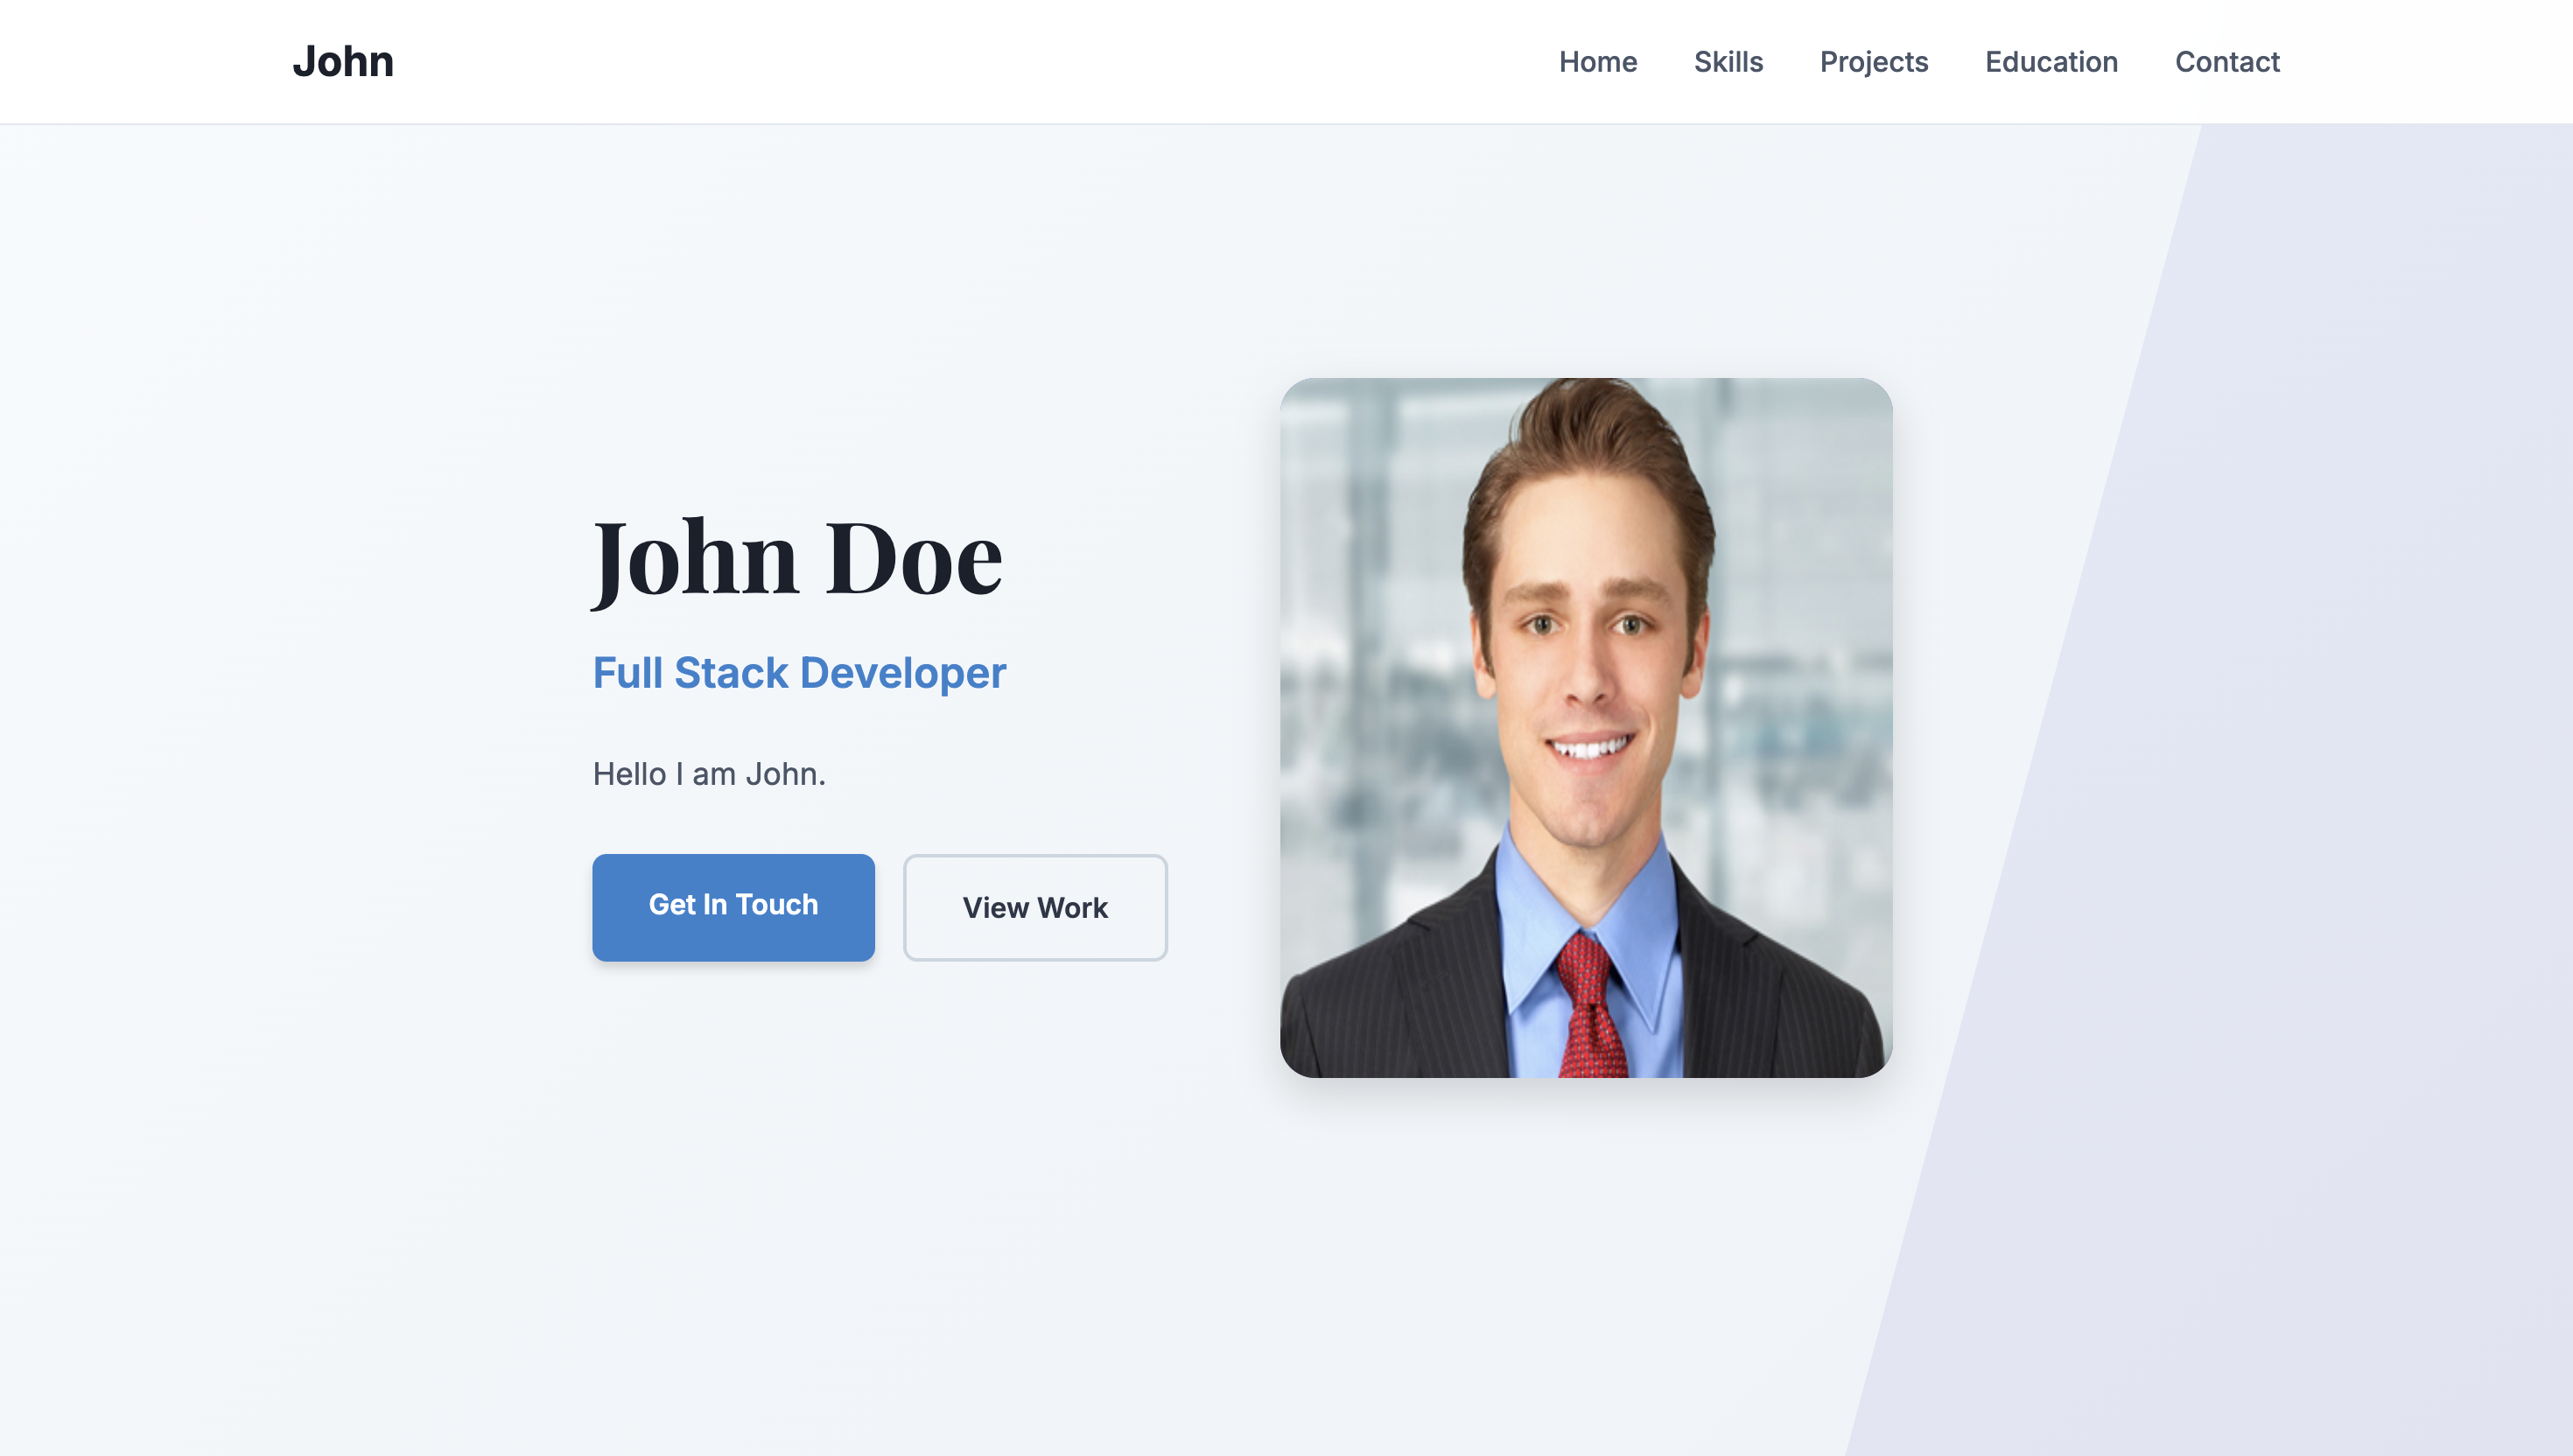 John
Home Skills Projects Education Contact
John Doe
Full Stack Developer
Hello I am John.
Get In Touch
View Work